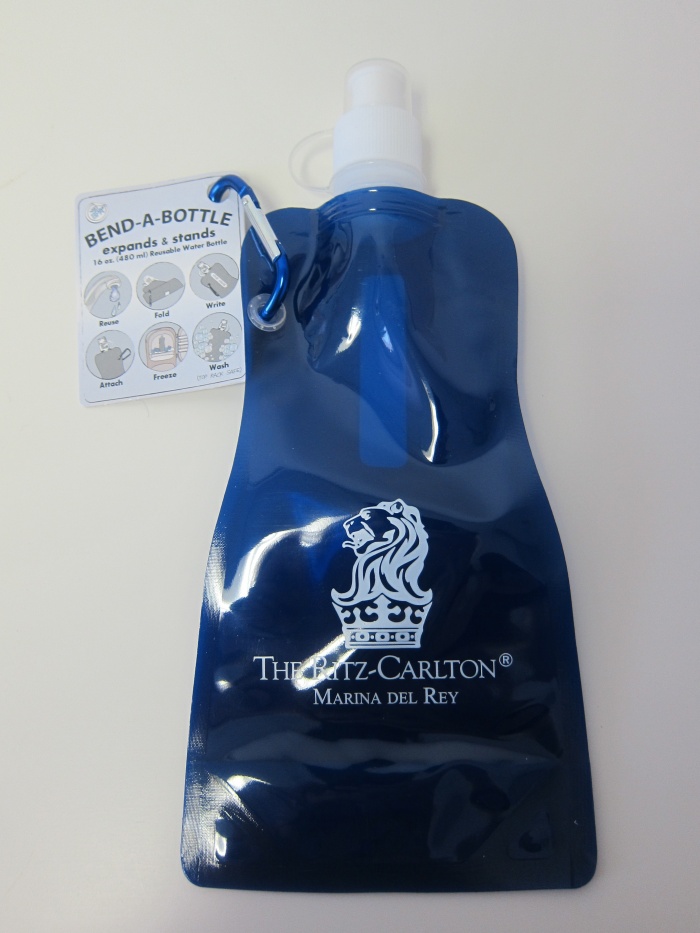 BEND-A-BOTTLE
expands & stands
16 oz. (480 ml) Reusable Water Bottle
Reuse
Fold
Write
Attach
Freeze
Wash
THE RITZ-CARLTON®
MARINA DEL REY